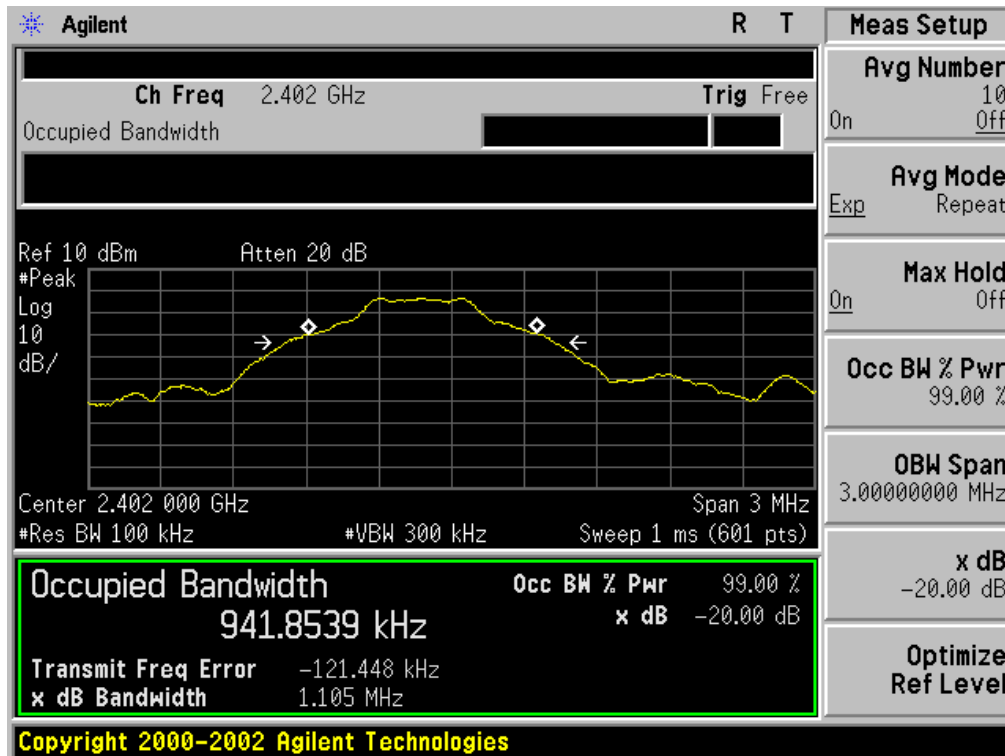 Agilent R T
Ch Freq 2.402 GHz Trig Free
Occupied Bandwidth
Ref 10 dBm Atten 20 dB
#Peak
Log
10
dB/
Center 2.402 000 GHz Span 3 MHz
#Res BW 100 kHz #VBW 300 kHz Sweep 1 ms (601 pts)
Occupied Bandwidth
941.8539 kHz
Occ BW % Pwr 99.00 %
x dB -20.00 dB
Transmit Freq Error -121.448 kHz
x dB Bandwidth 1.105 MHz
Copyright 2000-2002 Agilent Technologies
Meas Setup
Avg Number
10
On Off
Avg Mode
Exp Repeat
Max Hold
On Off
Occ BW % Pwr
99.00 %
OBW Span
3.00000000 MHz
x dB
-20.00 dB
Optimize
Ref Level